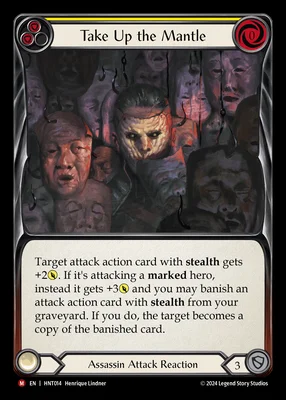 Take Up the Mantle
1
Target attack action card with stealth gets
+2. If it's attacking a marked hero,
instead it gets +3 and you may banish an
attack action card with stealth from your
graveyard. If you do, the target becomes a
copy of the banished card.
Assassin Attack Reaction
3
M EN | HNT014 Henrique Lindner
© 2024 Legend Story Studios